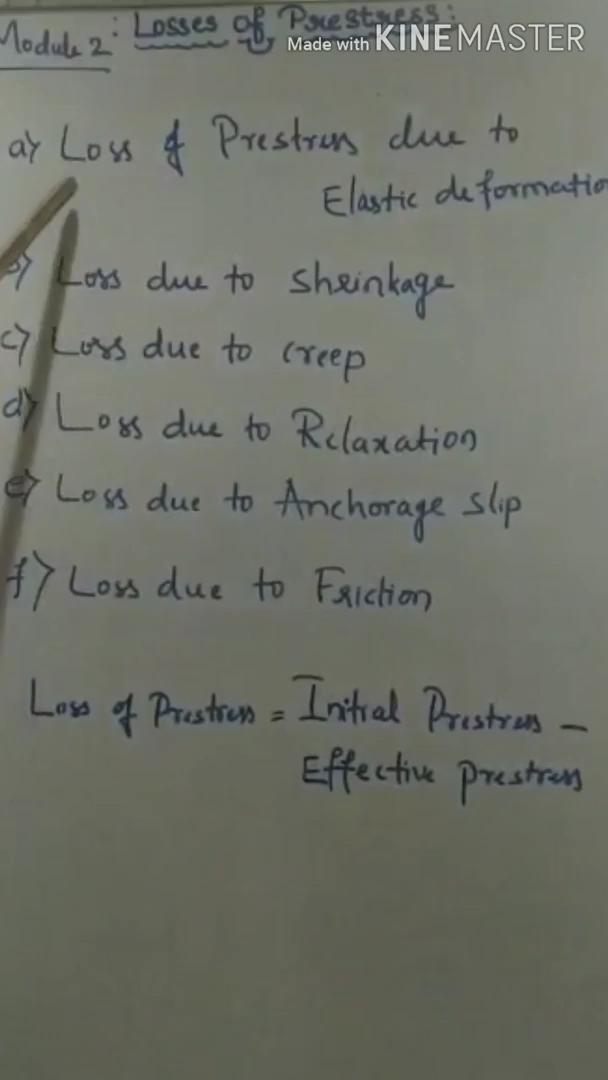 Module 2: Losses of Prestress:
Made with KINEMASTER
a) Loss of Prestress due to
Elastic deformatio
b) Loss due to shrinkage
c) Loss due to creep
d) Loss due to Relaxation
e) Loss due to Anchorage slip
f) Loss due to Friction
Loss of Prestress = Initial Prestress -
Effective prestress